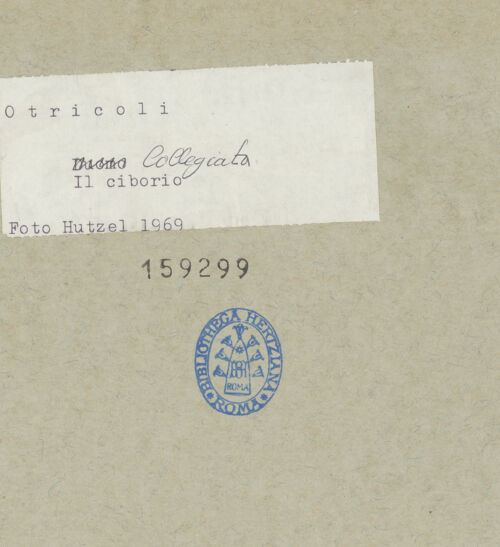 Otricoli
Duomo Collegiata
Il ciborio
Foto Hutzel 1969
159299
BIBLIOTHECA HERTZIANA
ROMA
ROMA